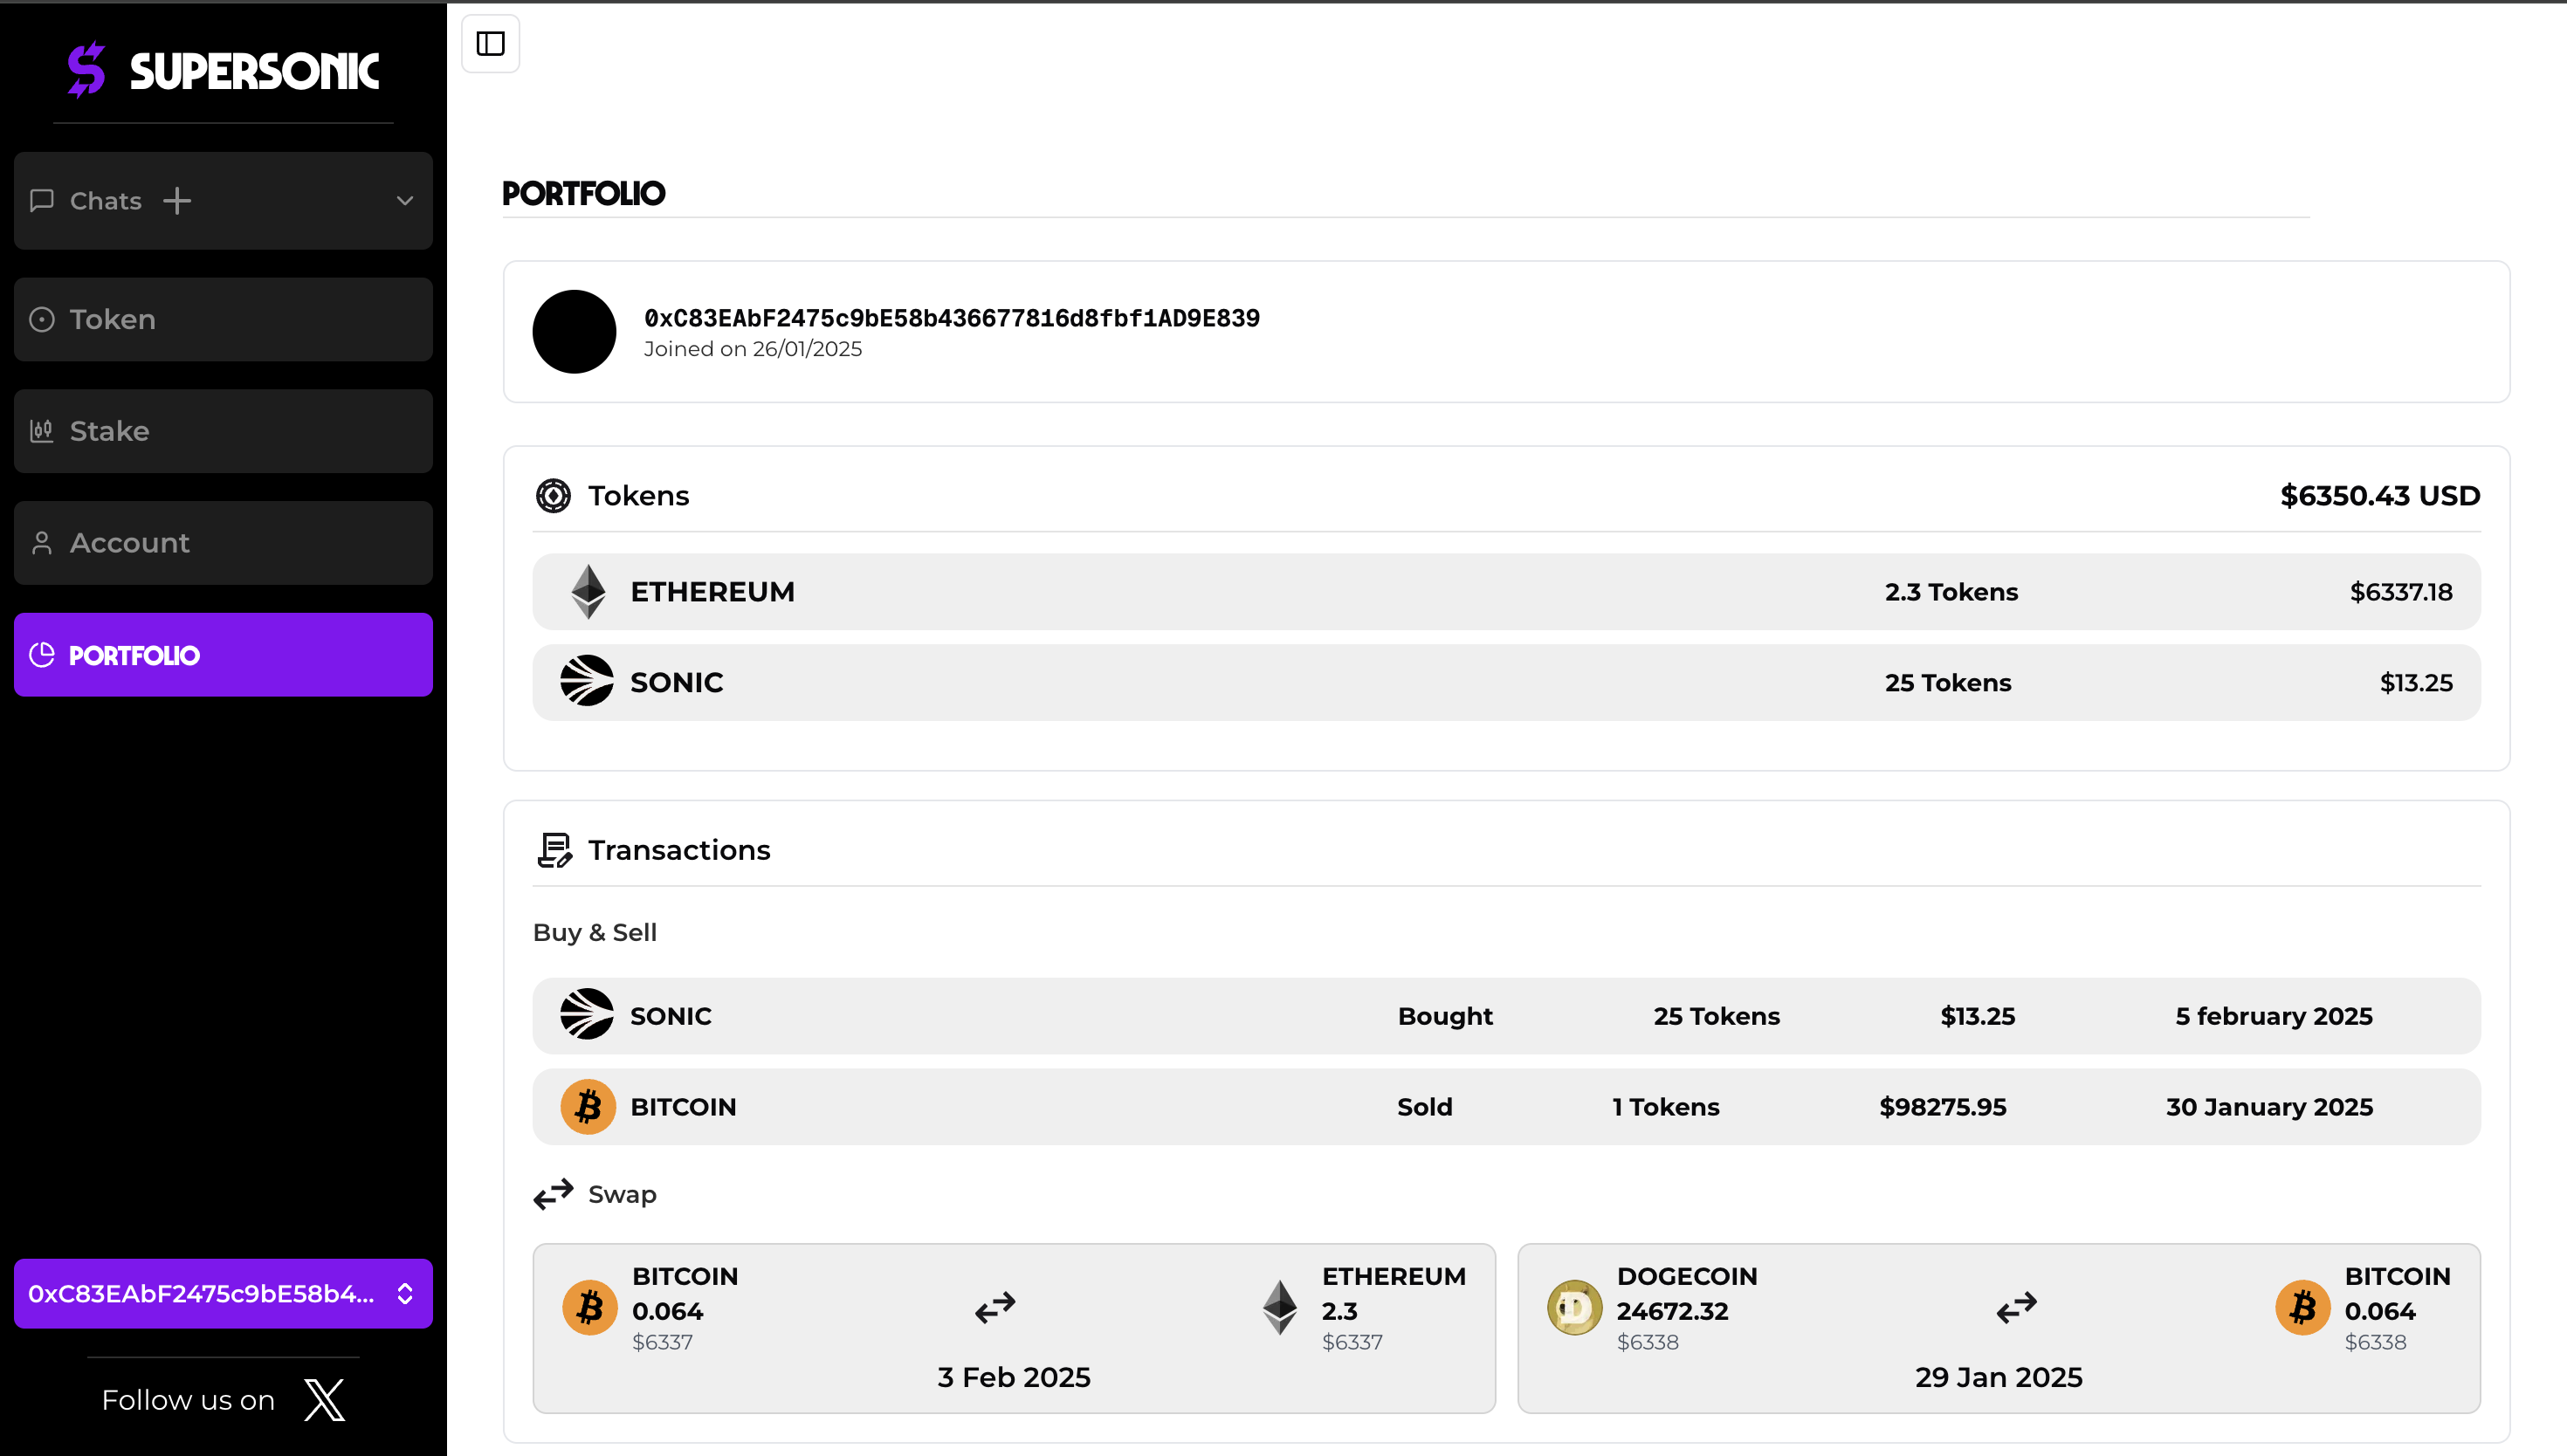 SUPERSONIC
Chats
Token
Stake
Account
PORTFOLIO
0xC83EAbF2475c9bE58b4...
Follow us on X
PORTFOLIO
0xC83EAbF2475c9bE58b436677816d8fbf1AD9E839
Joined on 26/01/2025
Tokens $6350.43 USD
ETHEREUM 2.3 Tokens $6337.18
SONIC 25 Tokens $13.25
Transactions
Buy & Sell
SONIC Bought 25 Tokens $13.25 5 february 2025
BITCOIN Sold 1 Tokens $98275.95 30 January 2025
Swap
BITCOIN ETHEREUM
0.064 2.3
$6337 $6337
3 Feb 2025
DOGECOIN BITCOIN
24672.32 0.064
$6338 $6338
29 Jan 2025